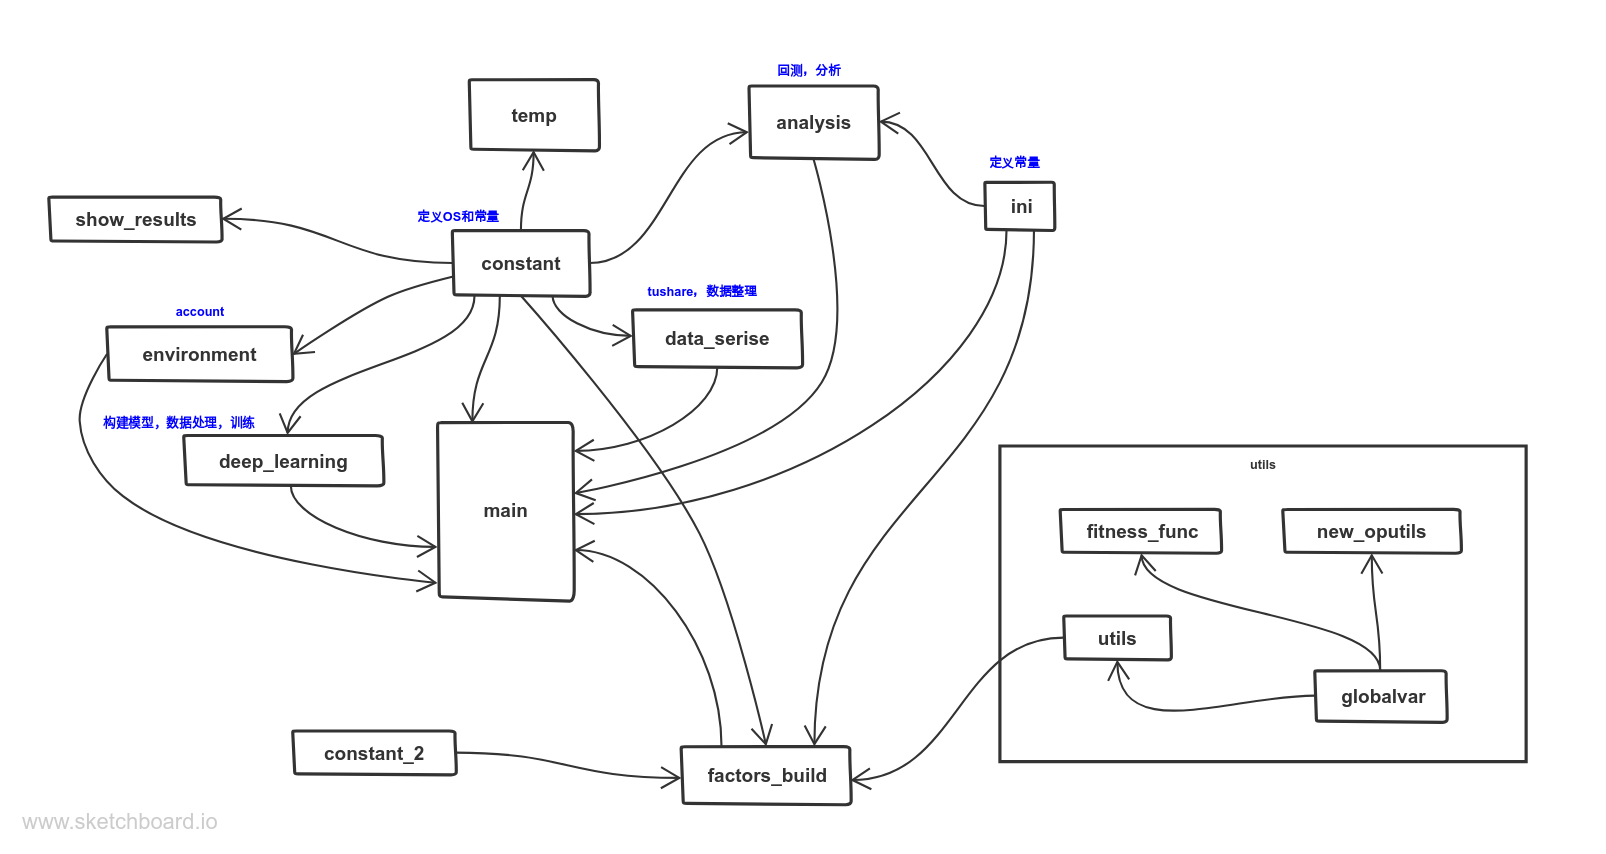 回测，分析
temp
analysis
定义常量
ini
show_results
定义OS和常量
constant
account
tushare，数据整理
environment
data_serise
构建模型，数据处理，训练
deep_learning
main
utils
fitness_func
new_oputils
utils
globalvar
constant_2
factors_build
www.sketchboard.io